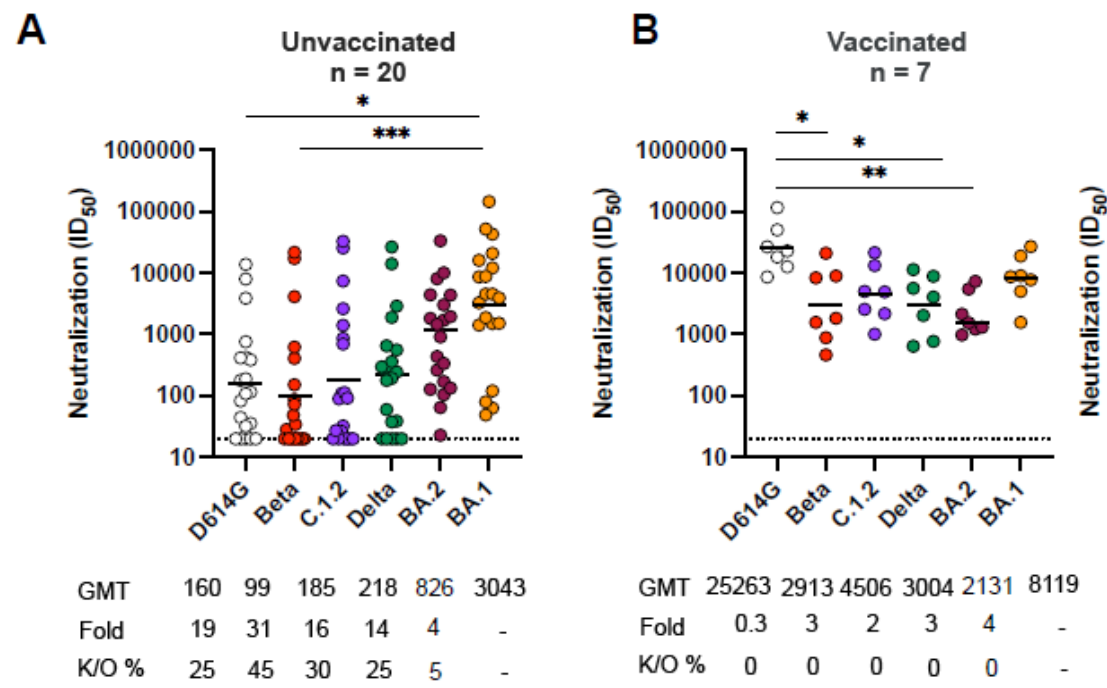 A
Unvaccinated
n = 20
*
***
Neutralization (ID50)
1000000
100000
10000
1000
100
10
D614G
Beta
C.1.2
Delta
BA.2
BA.1
GMT 160 99 185 218 826 3043
Fold 19 31 16 14 4 -
K/O % 25 45 30 25 5 -
B
Vaccinated
n = 7
*
*
**
Neutralization (ID50)
1000000
100000
10000
1000
100
10
D614G
Beta
C.1.2
Delta
BA.2
BA.1
GMT 25263 2913 4506 3004 2131 8119
Fold 0.3 3 2 3 4 -
K/O % 0 0 0 0 0 -
Neutralization (ID50)